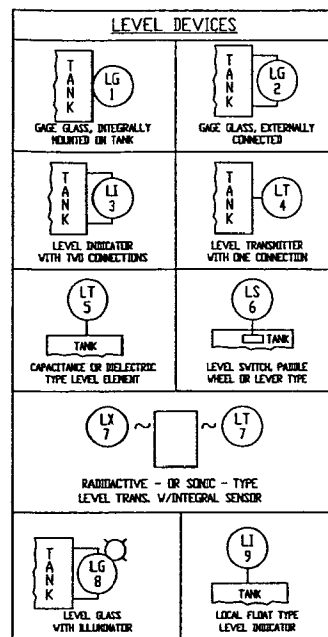 LEVEL DEVICES
TANK
LG
1
GAGE GLASS, INTEGRALLY
MOUNTED ON TANK
TANK
LG
2
GAGE GLASS, EXTERNALLY
CONNECTED
TANK
LI
3
LEVEL INDICATOR
WITH TWO CONNECTIONS
TANK
LT
4
LEVEL TRANSMITTER
WITH ONE CONNECTION
LT
5
TANK
CAPACITANCE OR DIELECTRIC
TYPE LEVEL ELEMENT
LS
6
TANK
LEVEL SWITCH, PADDLE
WHEEL OR LEVER TYPE
LX
7
~
~
LT
7
RADIOACTIVE - OR SONIC - TYPE
LEVEL TRANS. W/INTEGRAL SENSOR
TANK
LG
8
LEVEL GLASS
WITH ILLUMINATOR
LI
9
TANK
LOCAL FLOAT TYPE
LEVEL INDICATOR